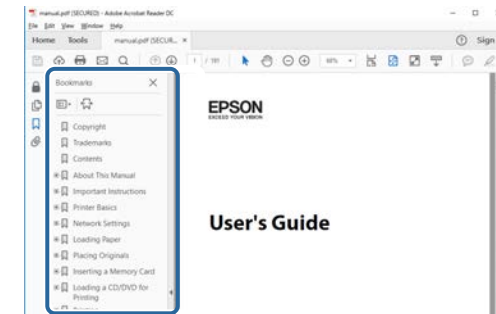 manual.pdf (SECURED) - Adobe Acrobat Reader DC
File Edit View Window Help
Home Tools manual.pdf (SECUR... ×
Sign
1 / 191
60%
Bookmarks
Copyright
Trademarks
Contents
About This Manual
Important Instructions
Printer Basics
Network Settings
Loading Paper
Placing Originals
Inserting a Memory Card
Loading a CD/DVD for
Printing
EPSON
EXCEED YOUR VISION
User's Guide